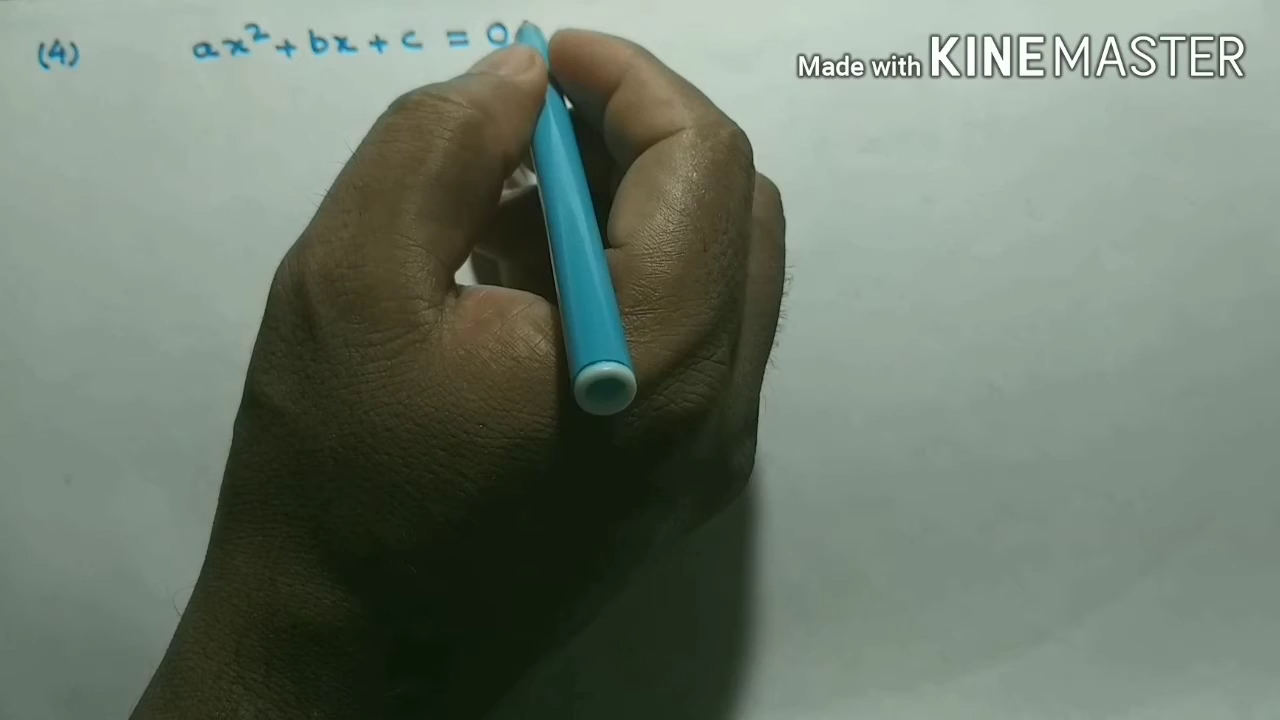 (4) ax² + bx + c = 0
Made with KINEMASTER